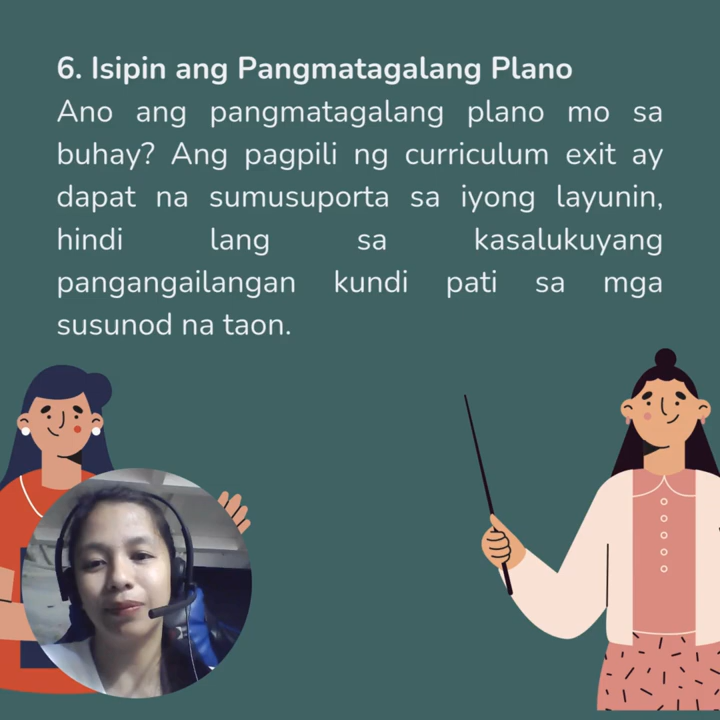 6. Isipin ang Pangmatagalang Plano
Ano ang pangmatagalang plano mo sa
buhay? Ang pagpili ng curriculum exit ay
dapat na sumusuporta sa iyong layunin,
hindi lang sa kasalukuyang
pangangailangan kundi pati sa mga
susunod na taon.